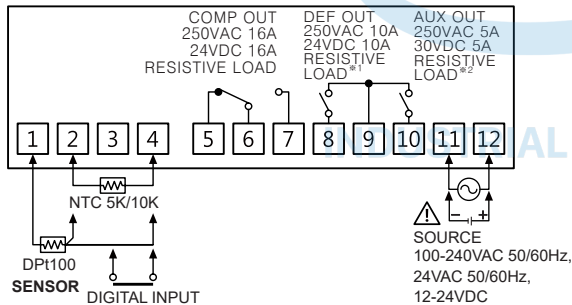 COMP OUT
250VAC 16A
24VDC 16A
RESISTIVE LOAD
DEF OUT
250VAC 10A
24VDC 10A
RESISTIVE
LOAD※1
AUX OUT
250VAC 5A
30VDC 5A
RESISTIVE
LOAD※2
1 2 3 4 5 6 7 8 9 10 11 12
INDUSTRIAL
NTC 5K/10K
DPt100
SENSOR
DIGITAL INPUT
− +
SOURCE
100-240VAC 50/60Hz,
24VAC 50/60Hz,
12-24VDC